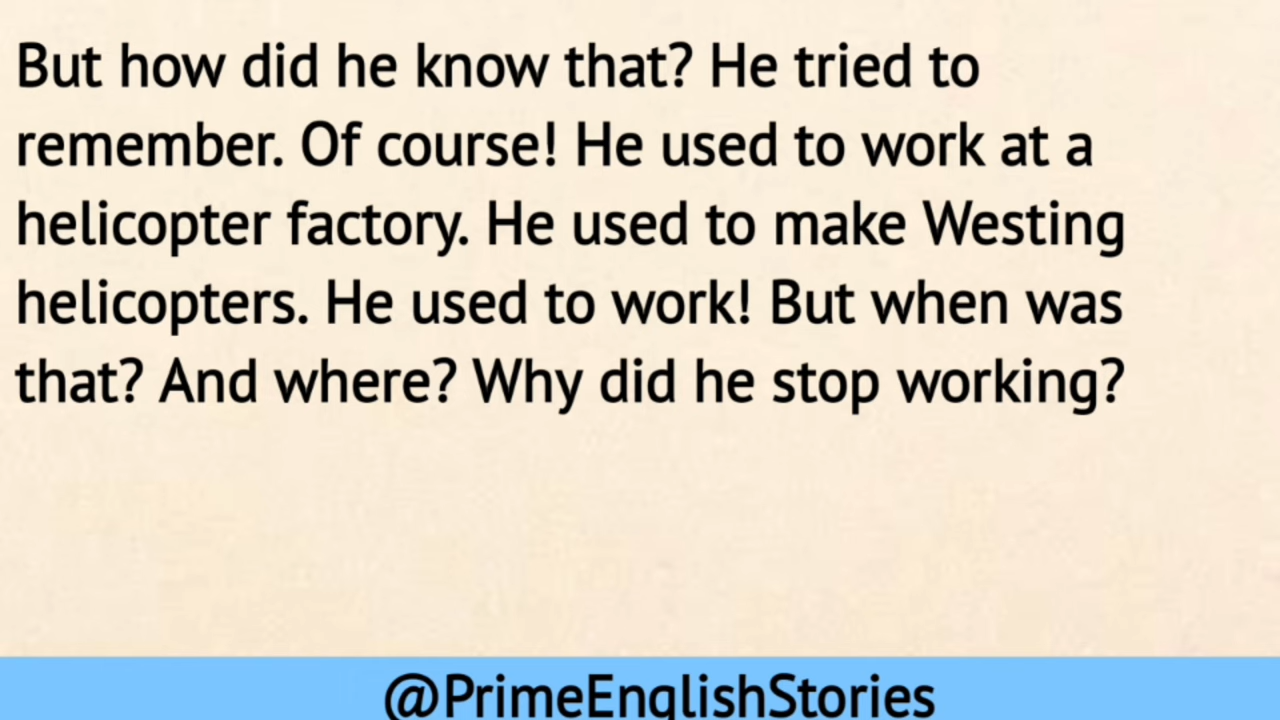 But how did he know that? He tried to
remember. Of course! He used to work at a
helicopter factory. He used to make Westing
helicopters. He used to work! But when was
that? And where? Why did he stop working?
@PrimeEnglishStories